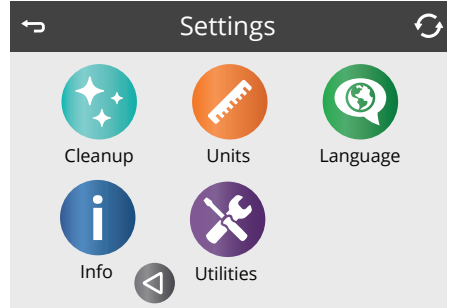 Settings
Cleanup
Units
Language
Info
Utilities